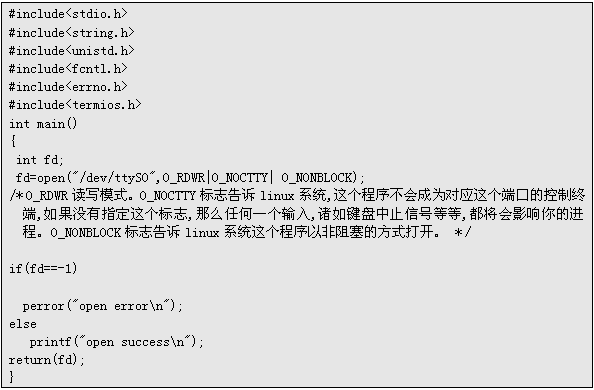 #include<stdio.h>
#include<string.h>
#include<unistd.h>
#include<fcntl.h>
#include<errno.h>
#include<termios.h>
int main()
{
int fd;
fd=open("/dev/ttyS0",O_RDWR|O_NOCTTY| O_NONBLOCK);
/*O_RDWR 读写模式。O_NOCTTY 标志告诉 linux 系统,这个程序不会成为对应这个端口的控制终
端,如果没有指定这个标志,那么任何一个输入,诸如键盘中止信号等等,都将会影响你的进
程。O_NONBLOCK 标志告诉 linux 系统这个程序以非阻塞的方式打开。 */
if(fd==-1)
perror("open error\n");
else
printf("open success\n");
return(fd);
}